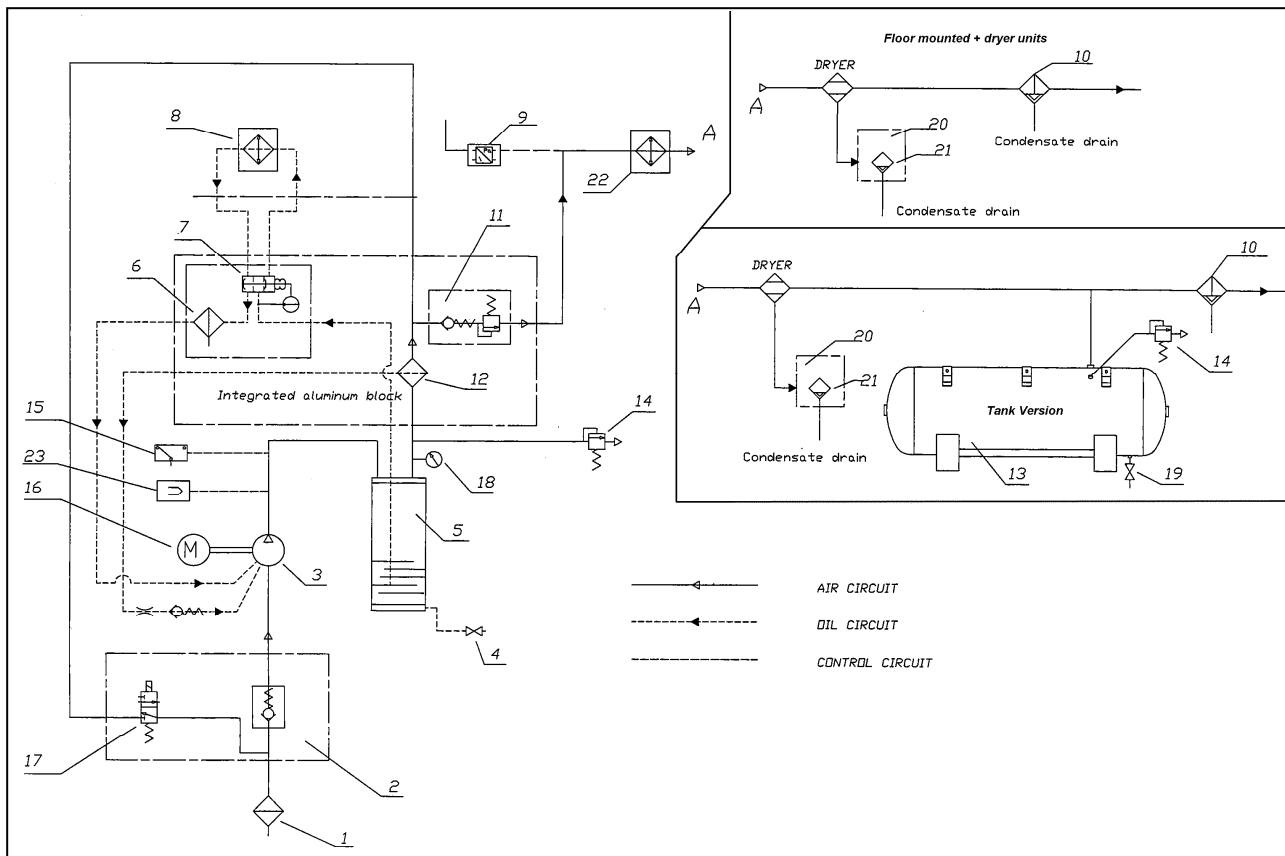 8
9
A
22
7
11
6
12
Integrated aluminum block
15
14
23
18
16
M
5
3
4
17
2
1
Floor mounted + dryer units
10
DRYER
A
20
21
Condensate drain
Condensate drain
10
DRYER
A
14
20
21
Tank Version
Condensate drain
13
19
AIR CIRCUIT
OIL CIRCUIT
CONTROL CIRCUIT